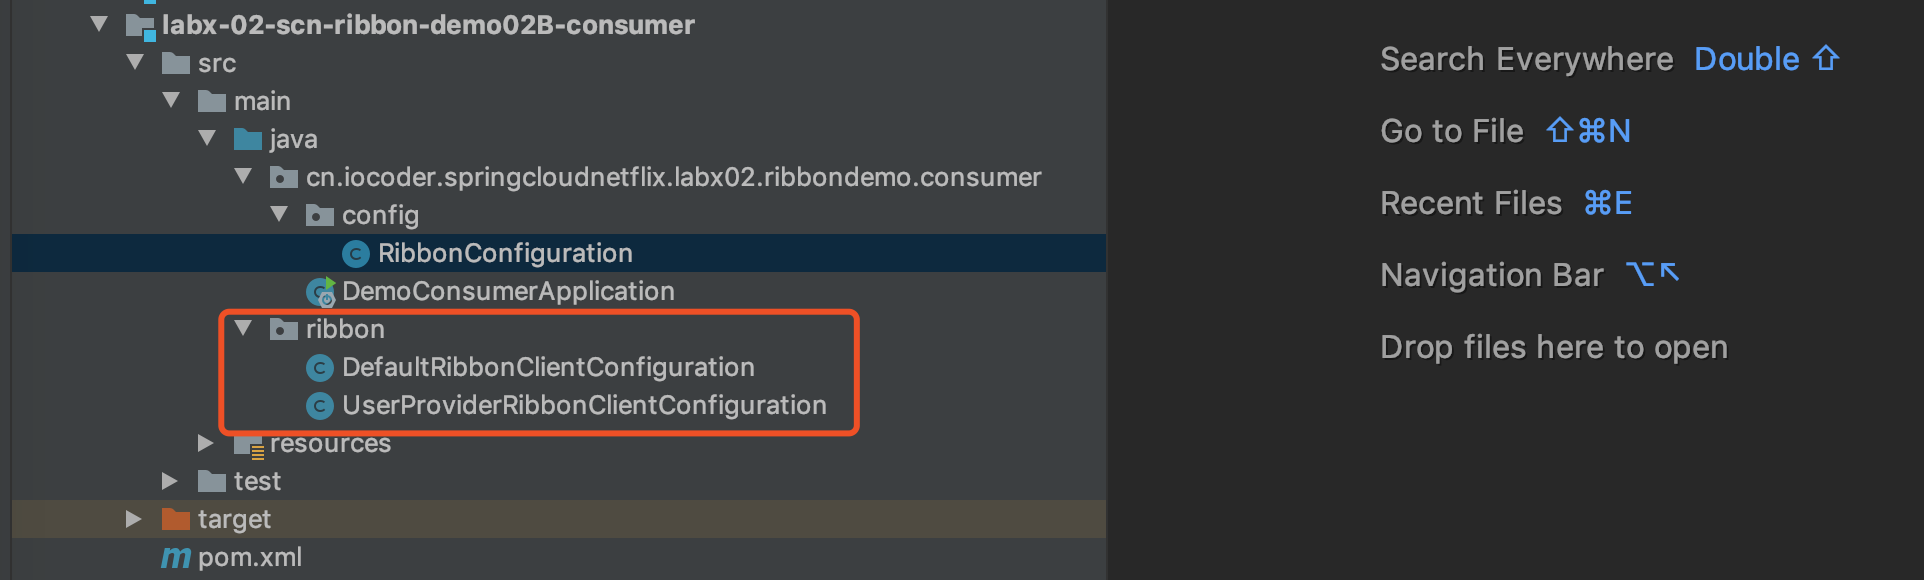 labx-02-scn-ribbon-demo02B-consumer
src
main
java
cn.iocoder.springcloudnetflix.labx02.ribbondemo.consumer
config
RibbonConfiguration
DemoConsumerApplication
ribbon
DefaultRibbonClientConfiguration
UserProviderRibbonClientConfiguration
resources
test
target
pom.xml
Search Everywhere Double ⇧
Go to File ⇧⌘N
Recent Files ⌘E
Navigation Bar ⌥↖
Drop files here to open